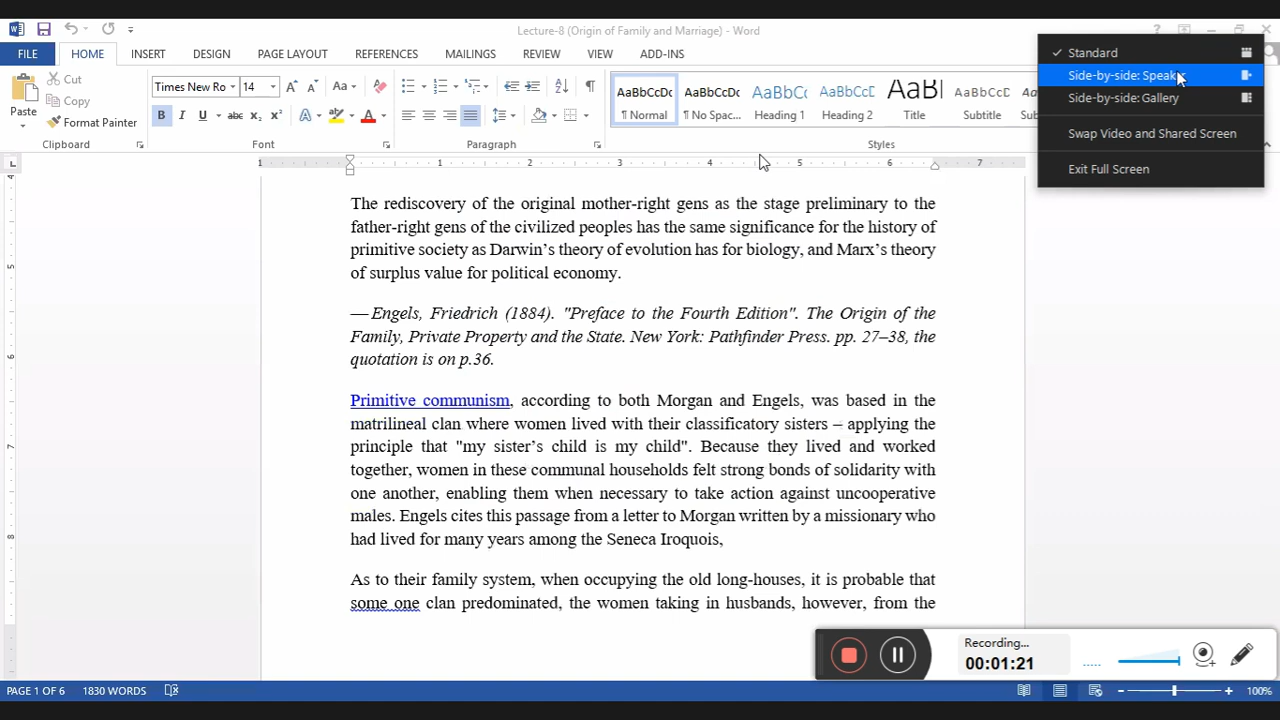 Lecture-8 (Origin of Family and Marriage) - Word
FILE HOME INSERT DESIGN PAGE LAYOUT REFERENCES MAILINGS REVIEW VIEW ADD-INS
Standard
Side-by-side: Speak
Side-by-side: Gallery
Swap Video and Shared Screen
Exit Full Screen
Paste
Cut
Copy
Format Painter
Clipboard
Times New Ro 14
Font
Paragraph
AaBbCcDc AaBbCcDc AaBbCc AaBbCcDc AaBl AaBbCcD
¶ Normal ¶ No Spac... Heading 1 Heading 2 Title Subtitle Su
Styles
1 1 2 3 4 5 6 7
The rediscovery of the original mother-right gens as the stage preliminary to the
father-right gens of the civilized peoples has the same significance for the history of
primitive society as Darwin’s theory of evolution has for biology, and Marx’s theory
of surplus value for political economy.
— Engels, Friedrich (1884). "Preface to the Fourth Edition". The Origin of the
Family, Private Property and the State. New York: Pathfinder Press. pp. 27–38, the
quotation is on p.36.
Primitive communism, according to both Morgan and Engels, was based in the
matrilineal clan where women lived with their classificatory sisters – applying the
principle that "my sister’s child is my child". Because they lived and worked
together, women in these communal households felt strong bonds of solidarity with
one another, enabling them when necessary to take action against uncooperative
males. Engels cites this passage from a letter to Morgan written by a missionary who
had lived for many years among the Seneca Iroquois,
As to their family system, when occupying the old long-houses, it is probable that
some one clan predominated, the women taking in husbands, however, from the
Recording...
00:01:21
PAGE 1 OF 6 1830 WORDS
100%